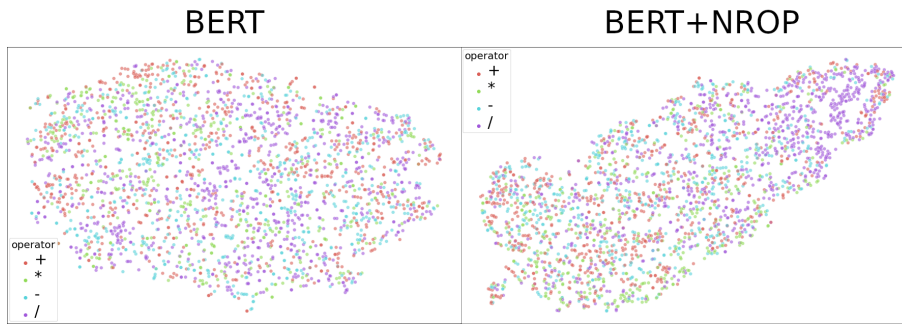 BERT
BERT+NROP
operator
+
*
-
/
operator
+
*
-
/